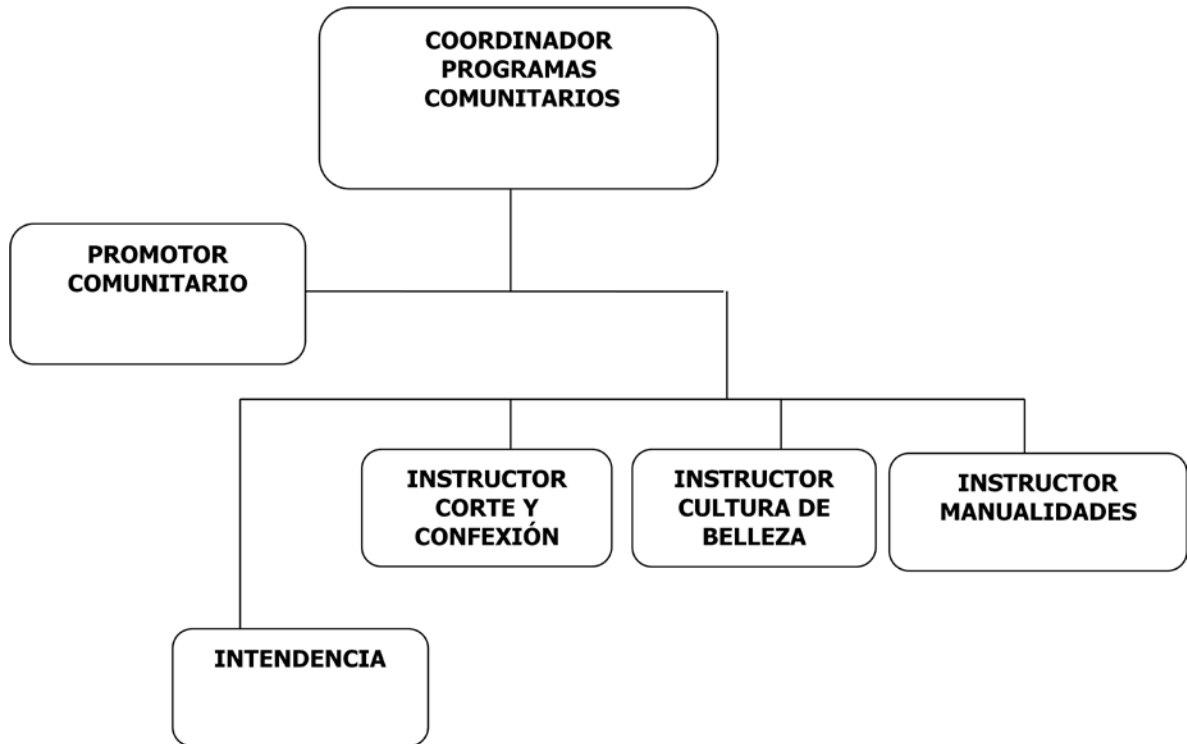 COORDINADOR
PROGRAMAS
COMUNITARIOS
PROMOTOR
COMUNITARIO
INSTRUCTOR
CORTE Y
CONFEXIÓN
INSTRUCTOR
CULTURA DE
BELLEZA
INSTRUCTOR
MANUALIDADES
INTENDENCIA